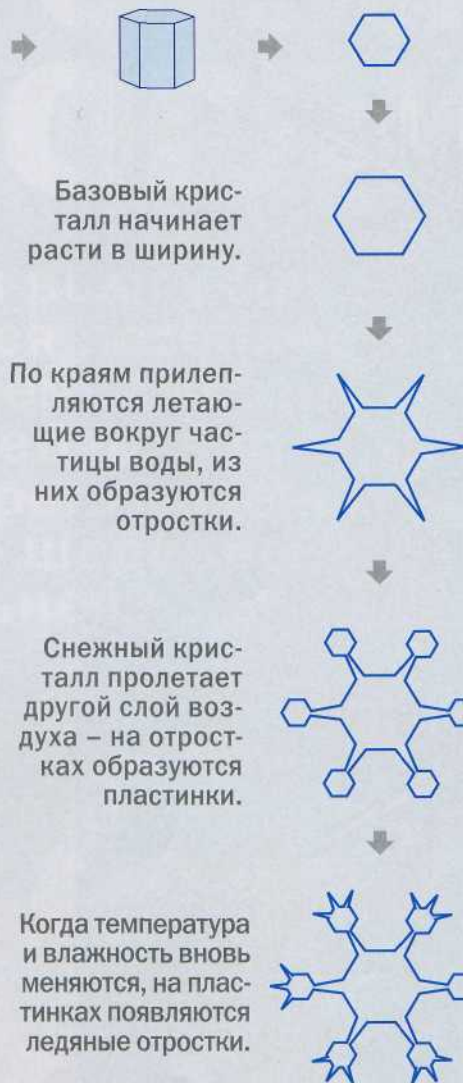 Базовый крис-
талл начинает
расти в ширину.
По краям прилеп-
ляются летаю-
щие вокруг час-
тицы воды, из
них образуются
отростки.
Снежный крис-
талл пролетает
другой слой воз-
духа – на отрост-
ках образуются
пластинки.
Когда температура
и влажность вновь
меняются, на плас-
тинках появляются
ледяные отростки.